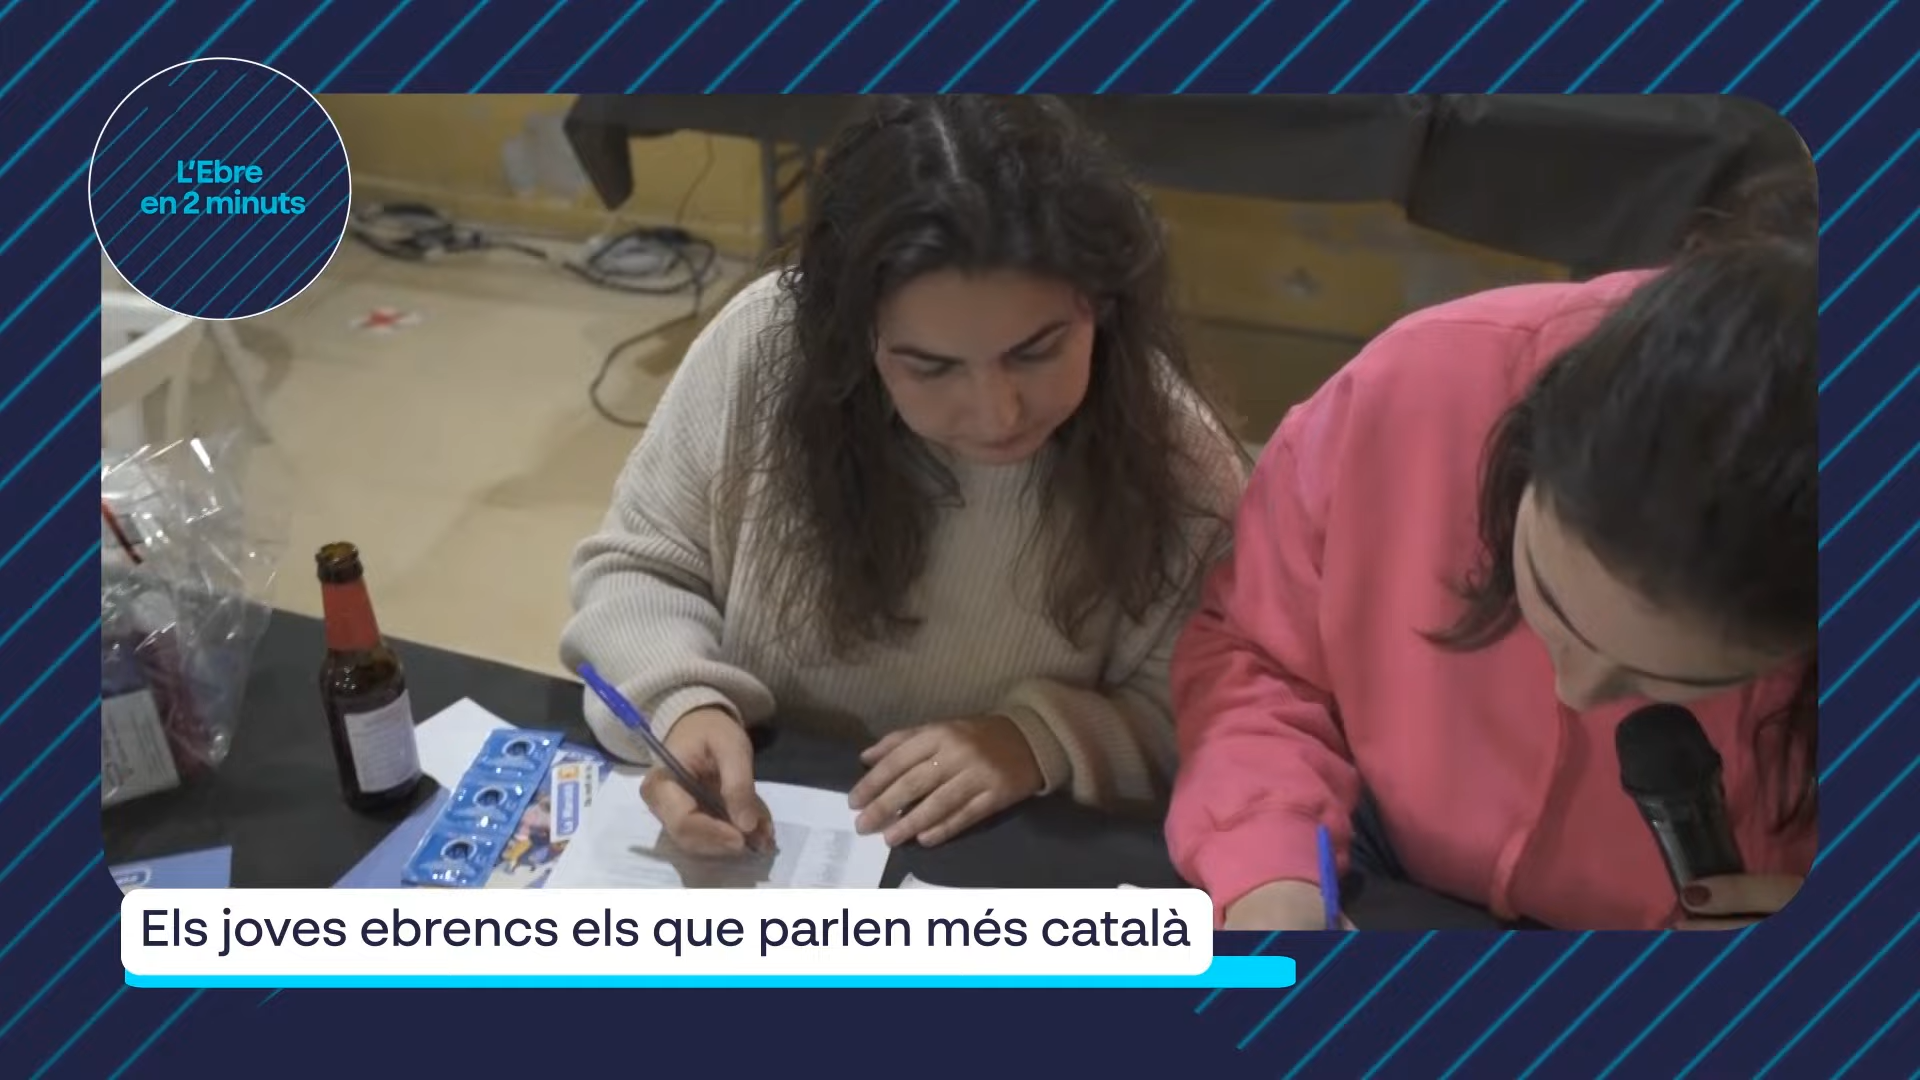 L'Ebre
en 2 minuts
Els joves ebrencs els que parlen més català